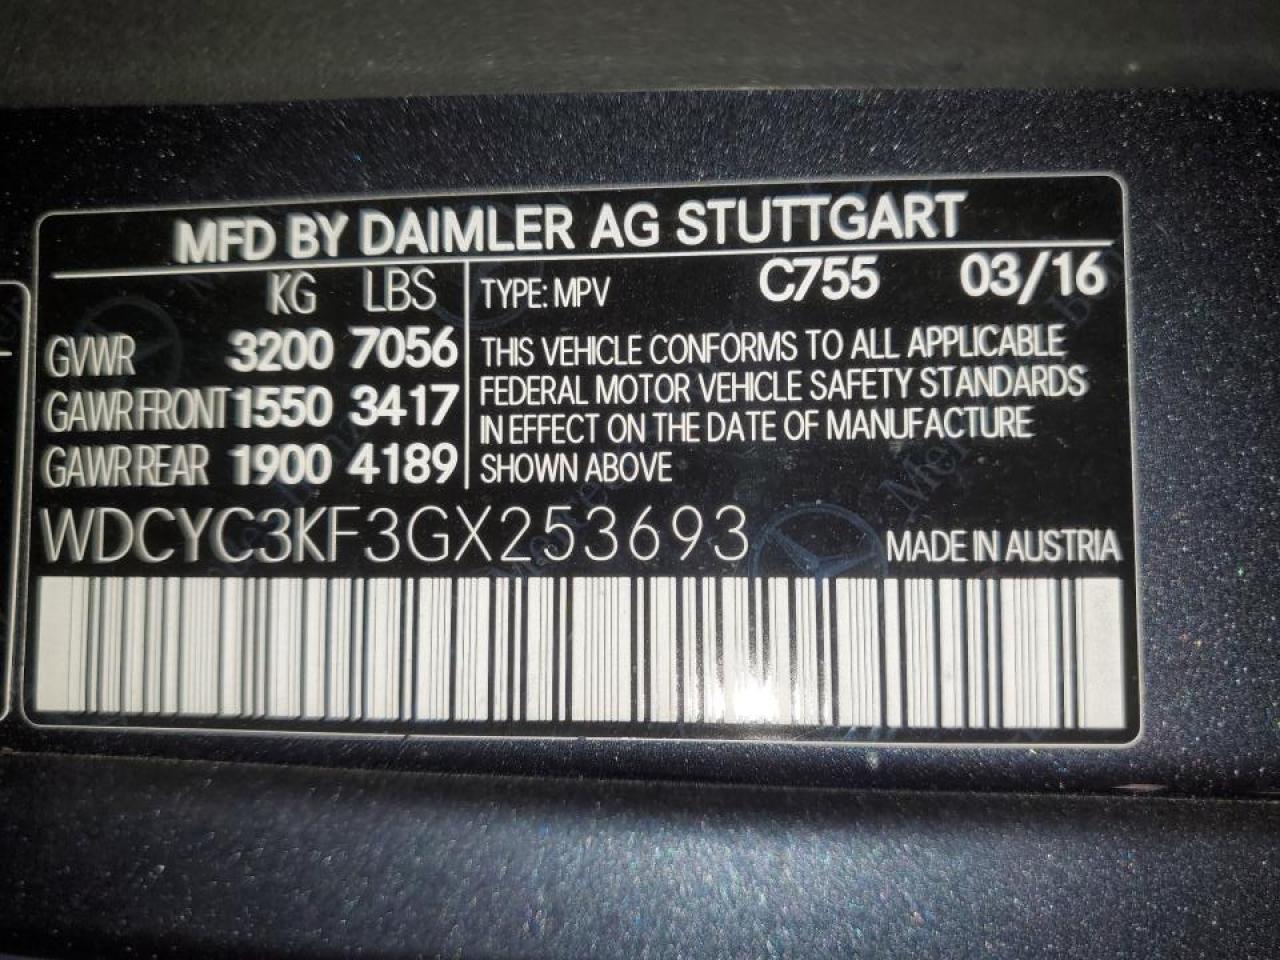 MFD BY DAIMLER AG STUTTGART
KG LBS
GVWR 3200 7056
GAWR FRONT 1550 3417
GAWR REAR 1900 4189
TYPE: MPV C755 03/16
THIS VEHICLE CONFORMS TO ALL APPLICABLE
FEDERAL MOTOR VEHICLE SAFETY STANDARDS
IN EFFECT ON THE DATE OF MANUFACTURE
SHOWN ABOVE
WDCYC3KF3GX253693 MADE IN AUSTRIA